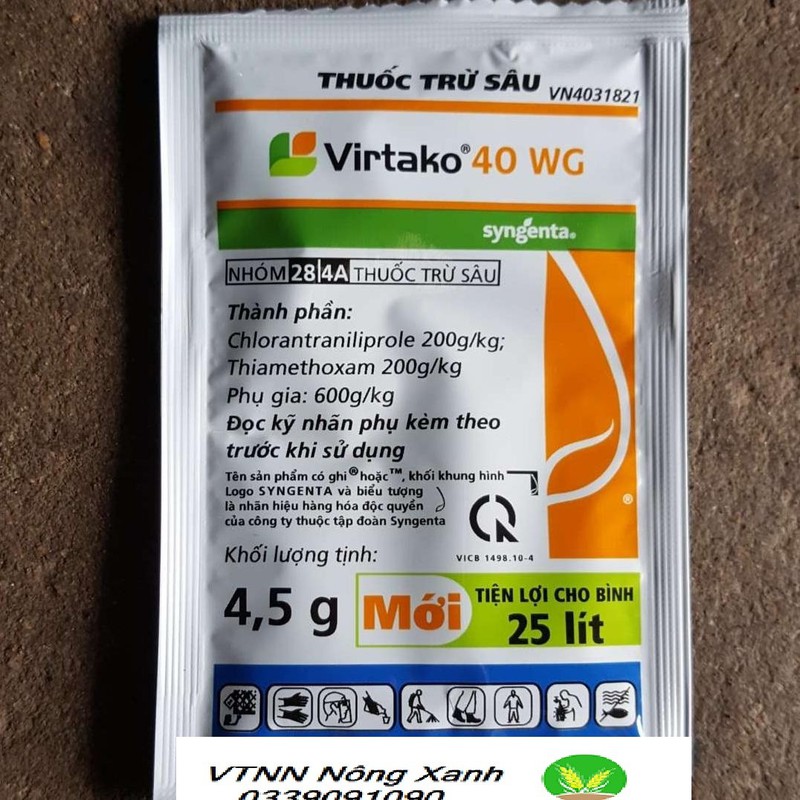 THUỐC TRỪ SÂU
VN4031821
Virtako® 40 WG
syngenta®
NHÓM 28 4A THUỐC TRỪ SÂU
Thành phần:
Chlorantraniliprole 200g/kg;
Thiamethoxam 200g/kg
Phụ gia: 600g/kg
Đọc kỹ nhãn phụ kèm theo
trước khi sử dụng
Tên sản phẩm có ghi ® hoặc ™, khối khung hình
Logo SYNGENTA và biểu tượng
là nhãn hiệu hàng hóa độc quyền
của công ty thuộc tập đoàn Syngenta
®
VICB 1498.10-4
Khối lượng tịnh:
4,5 g
Mới
TIỆN LỢI CHO BÌNH
25 lít
VTNN Nông Xanh
0339091090